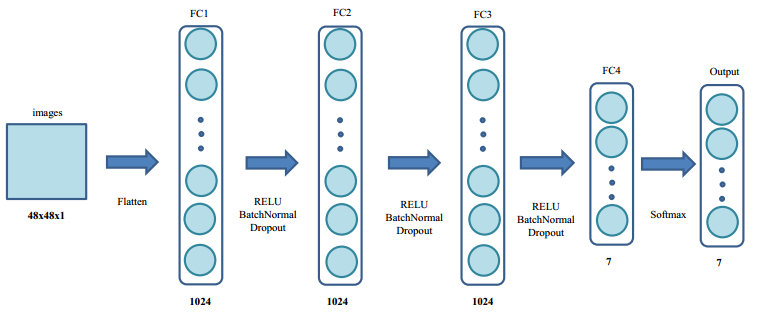 images
48x48x1
Flatten
FC1
1024
RELU
BatchNormal
Dropout
FC2
1024
RELU
BatchNormal
Dropout
FC3
1024
RELU
BatchNormal
Dropout
FC4
7
Softmax
Output
7